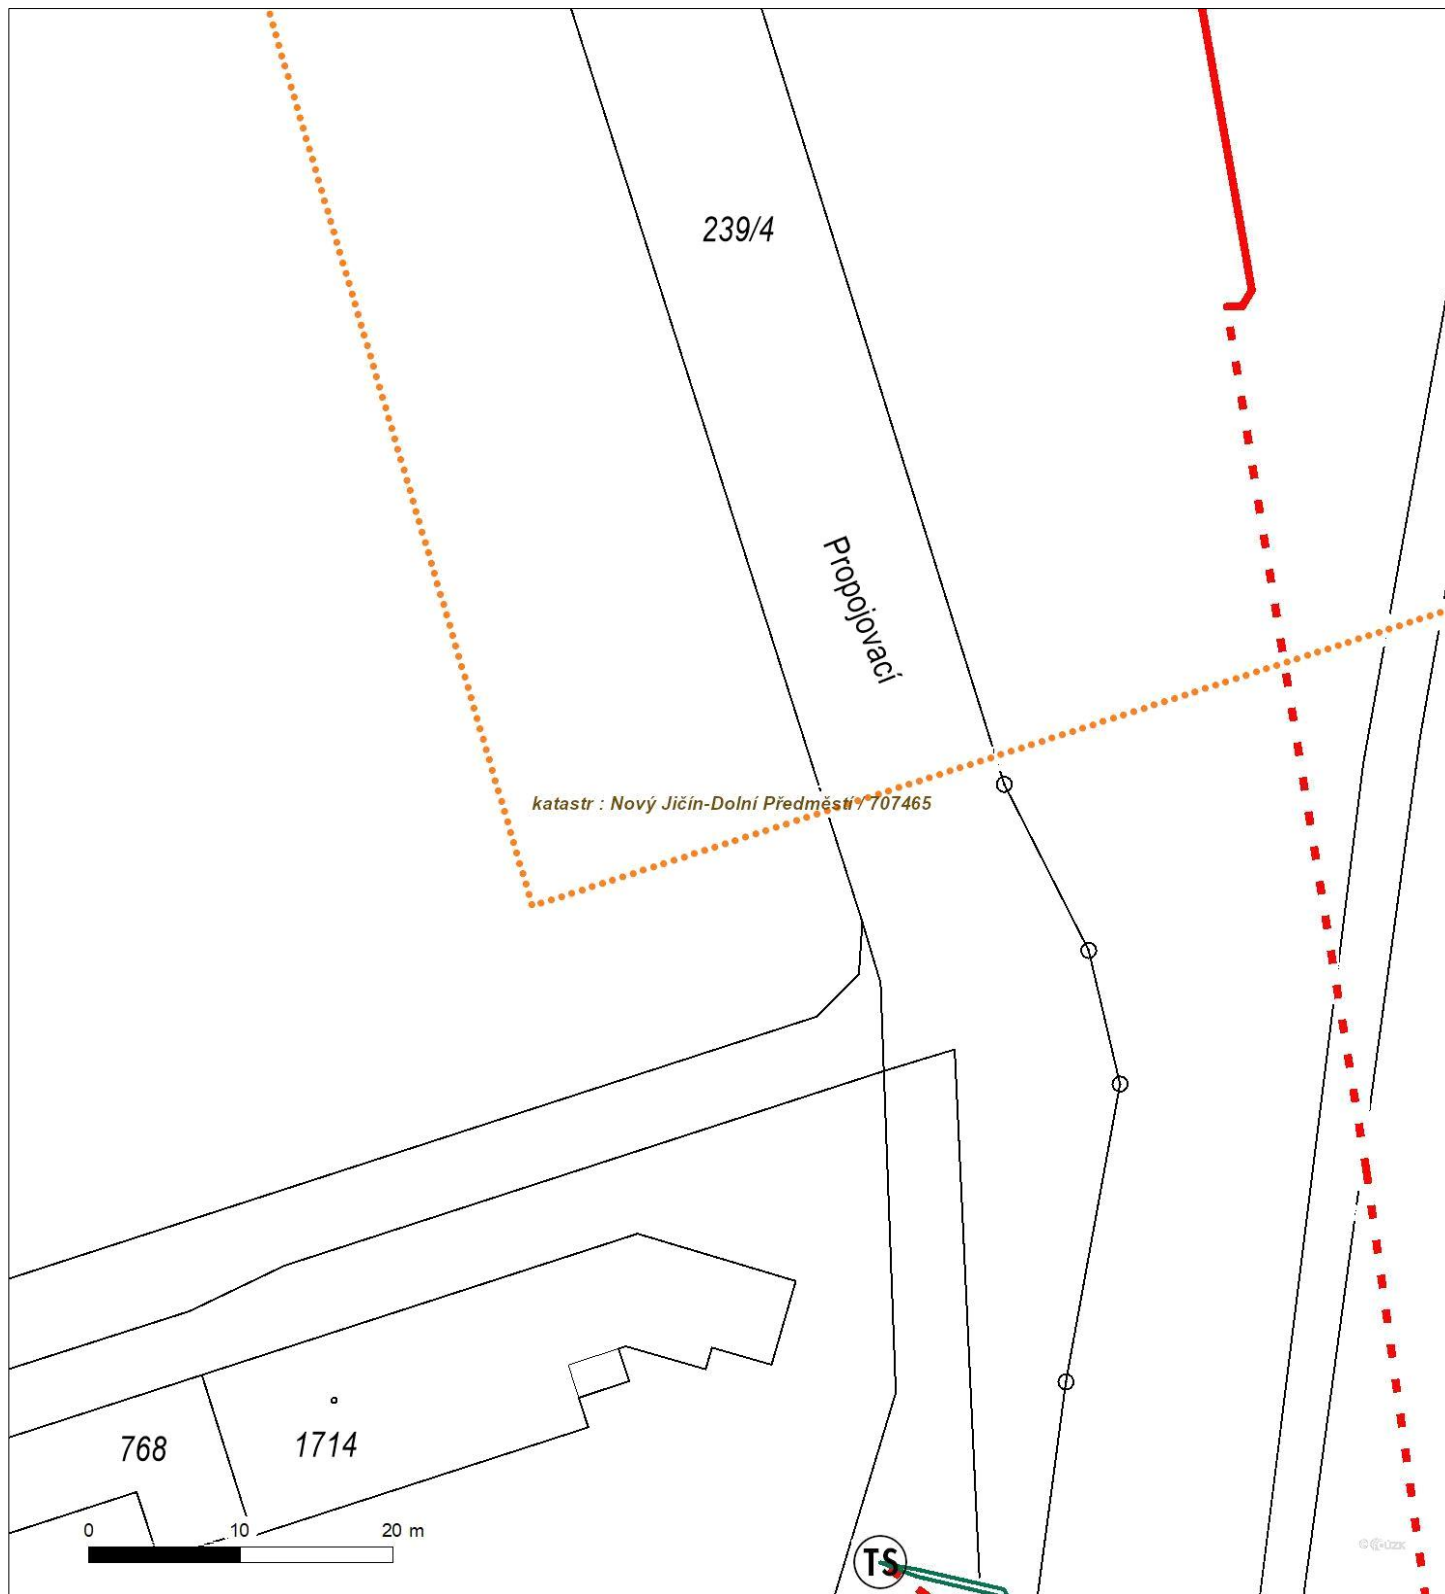 239/4
Propojovací
katastr : Nový Jičín-Dolní Předměstí / 707465
768
1714
0 10 20 m
TS